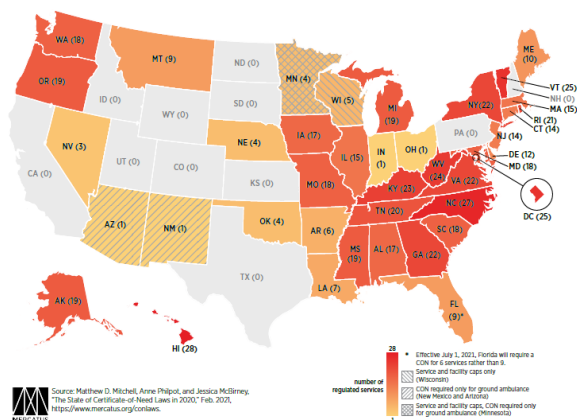 WA (18)
OR (19)
CA (0)
NV (3)
ID (0)
MT (9)
WY (0)
UT (0)
CO (0)
AZ (1)
NM (1)
ND (0)
SD (0)
NE (4)
KS (0)
OK (4)
TX (0)
MN (4)
IA (17)
MO (18)
AR (6)
LA (7)
WI (5)
IL (15)
MI
(19)
IN
(1)
OH (1)
KY (23)
TN (20)
MS
(19)
AL (17)
GA (22)
FL
(9)*
SC (18)
NC (27)
VA (22)
WV
(24)
PA (0)
NY(22)
ME
(10)
VT (25)
NH (0)
MA (15)
RI (21)
CT (14)
NJ (14)
DE (12)
MD (18)
DC (25)
AK (19)
HI (28)
28
number of
regulated services
1
* Effective July 1, 2021, Florida will require a
CON for 6 services rather than 9.
Service and facility caps only
(Wisconsin)
CON required only for ground ambulance
(New Mexico and Arizona)
Service and facility caps, CON required only
for ground ambulance (Minnesota)
MERCATUS
Source: Matthew D. Mitchell, Anne Philpot, and Jessica McBirney,
"The State of Certificate-of-Need Laws in 2020," Feb. 2021,
https://www.mercatus.org/conlaws.